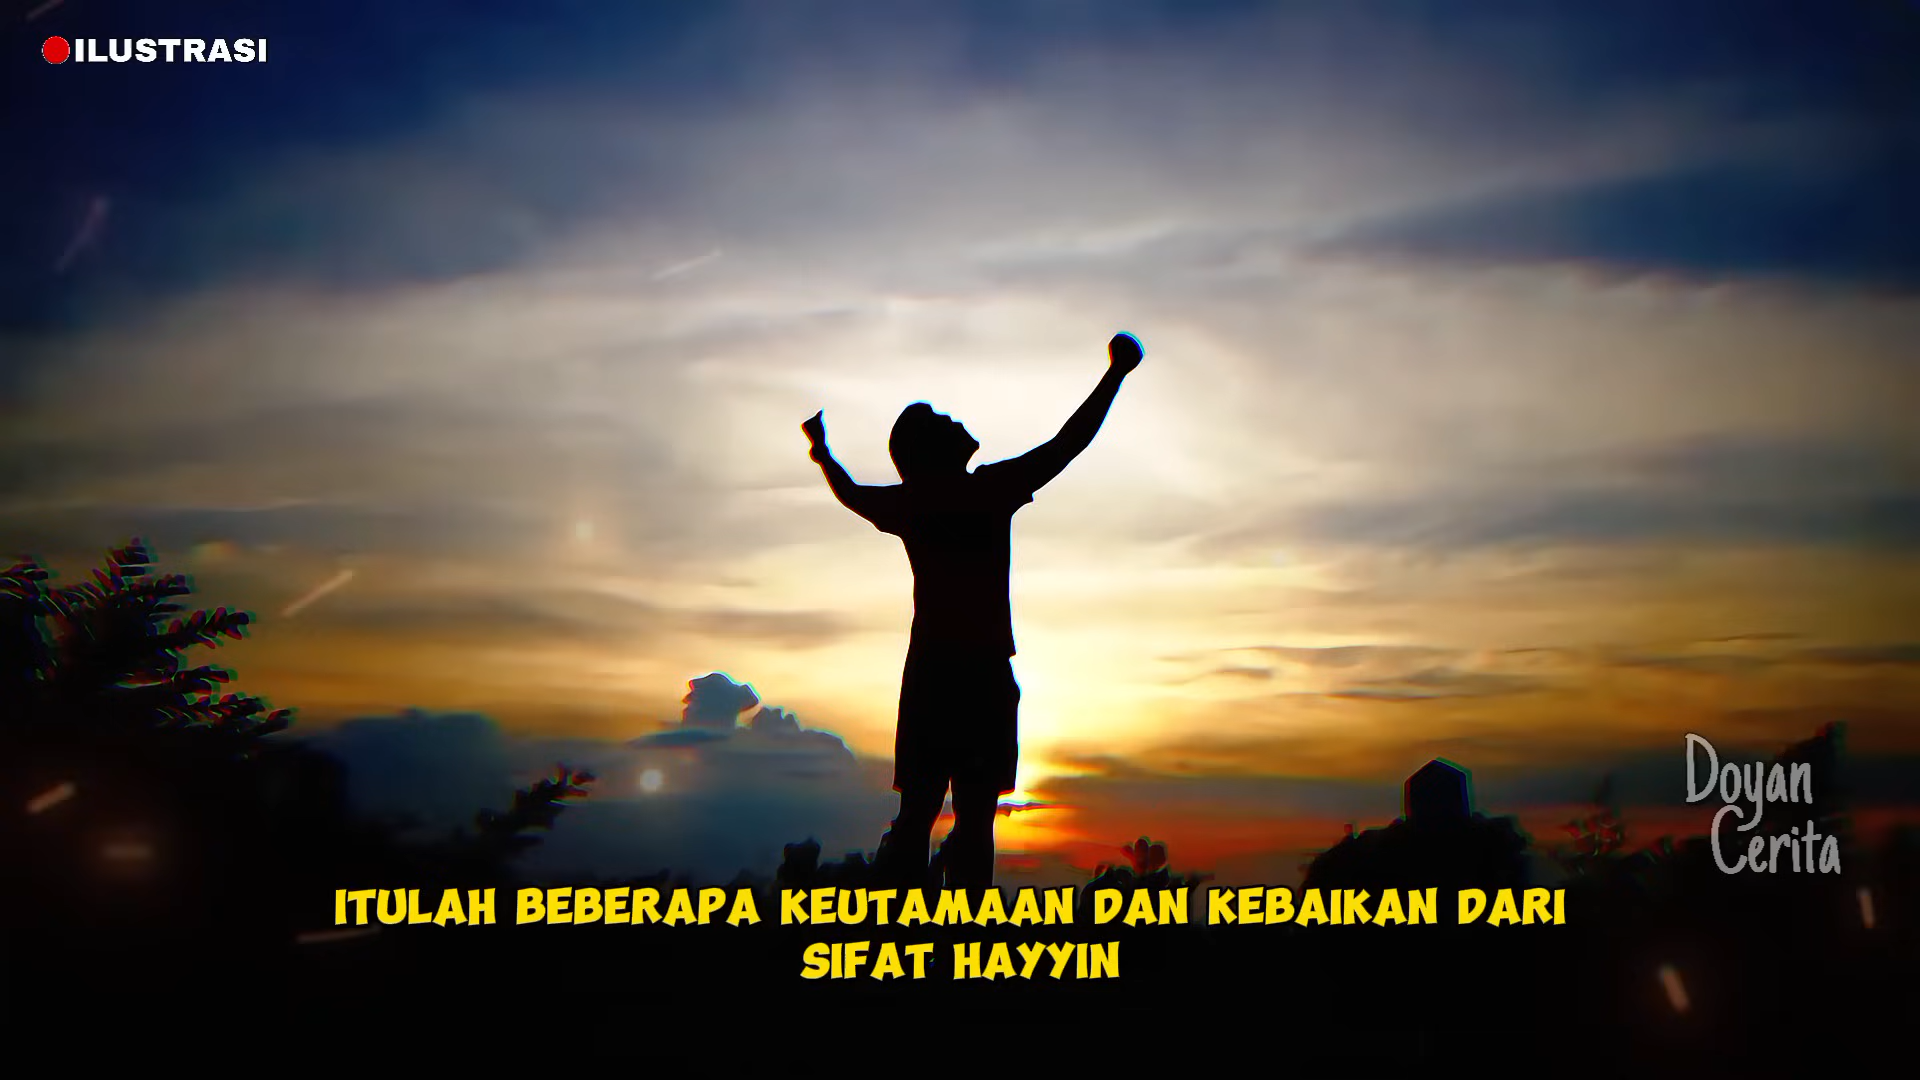 ILUSTRASI
Doyan
Cerita
ITULAH BEBERAPA KEUTAMAAN DAN KEBAIKAN DARI
SIFAT HAYYIN